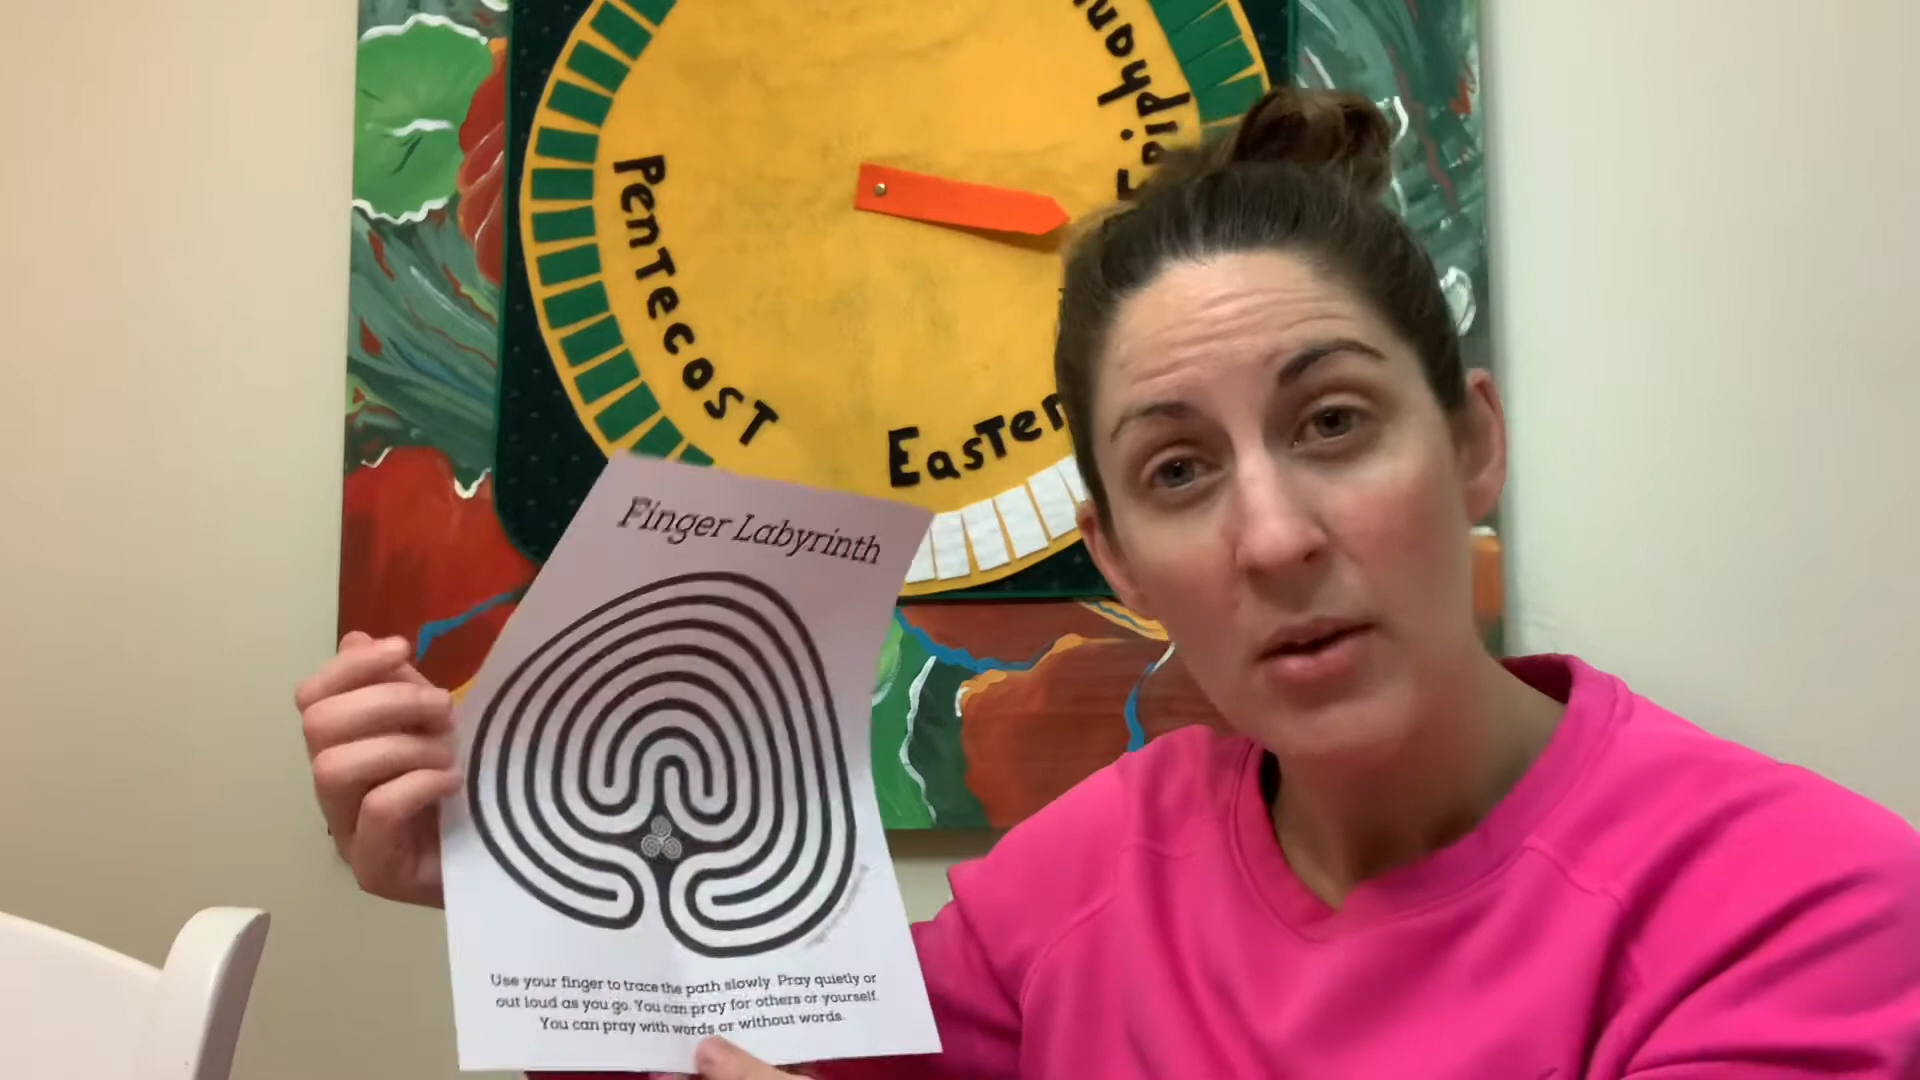 Pentecost
Easter
Finger Labyrinth
Use your finger to trace the path slowly. Pray quietly or
out loud as you go. You can pray for others or yourself.
You can pray with words or without words.